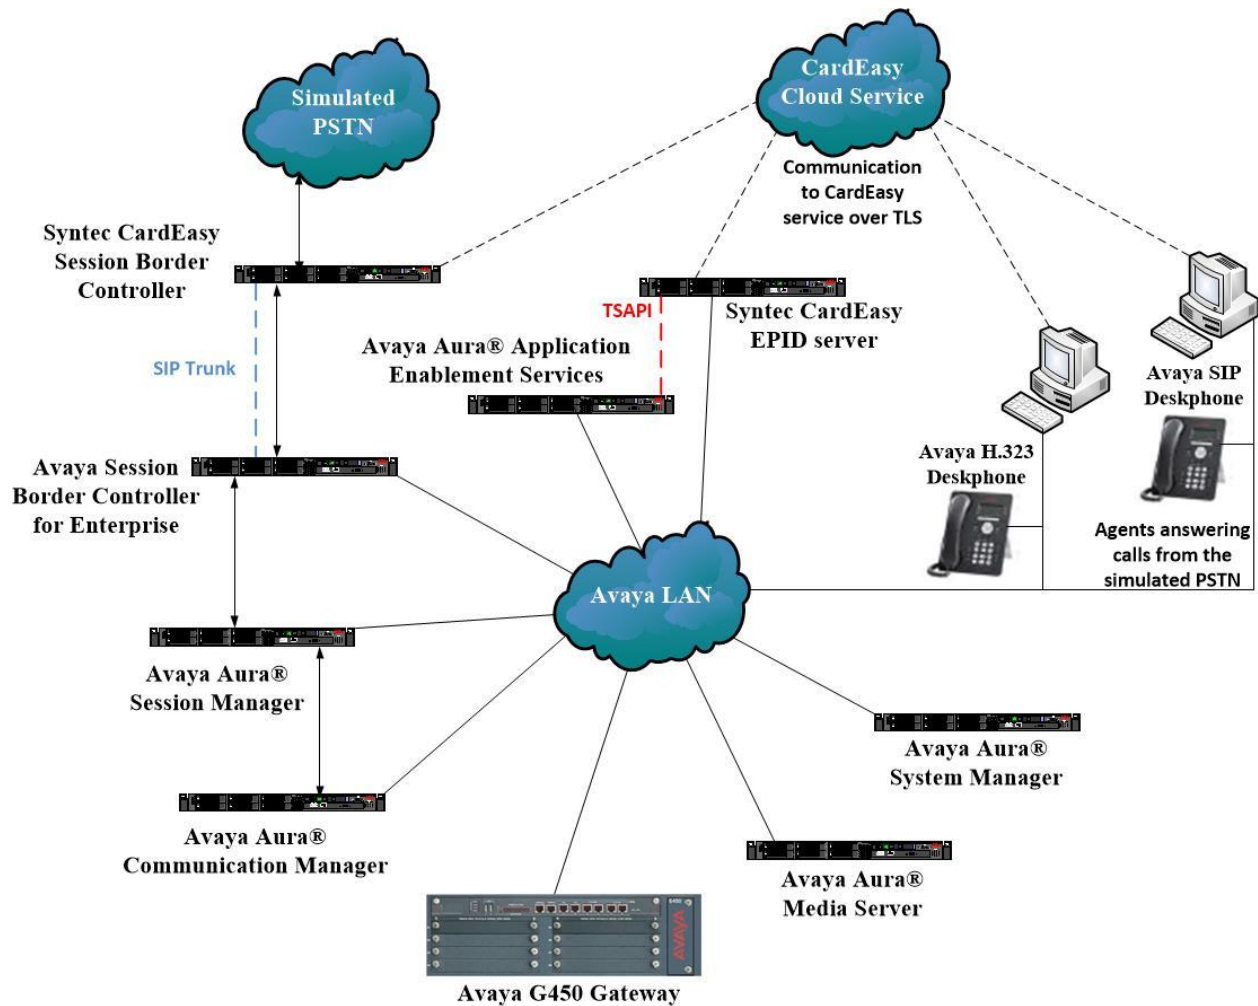 Simulated
PSTN
CardEasy
Cloud Service
Communication
to CardEasy
service over TLS
Syntec CardEasy
Session Border
Controller
TSAPI
Syntec CardEasy
EPID server
Avaya Aura® Application
Enablement Services
SIP Trunk
Avaya SIP
Deskphone
Avaya H.323
Deskphone
Avaya Session
Border Controller
for Enterprise
Agents answering
calls from the
simulated PSTN
Avaya LAN
Avaya Aura®
Session Manager
Avaya Aura®
System Manager
Avaya Aura®
Communication Manager
Avaya Aura®
Media Server
AVAYA
Avaya G450 Gateway